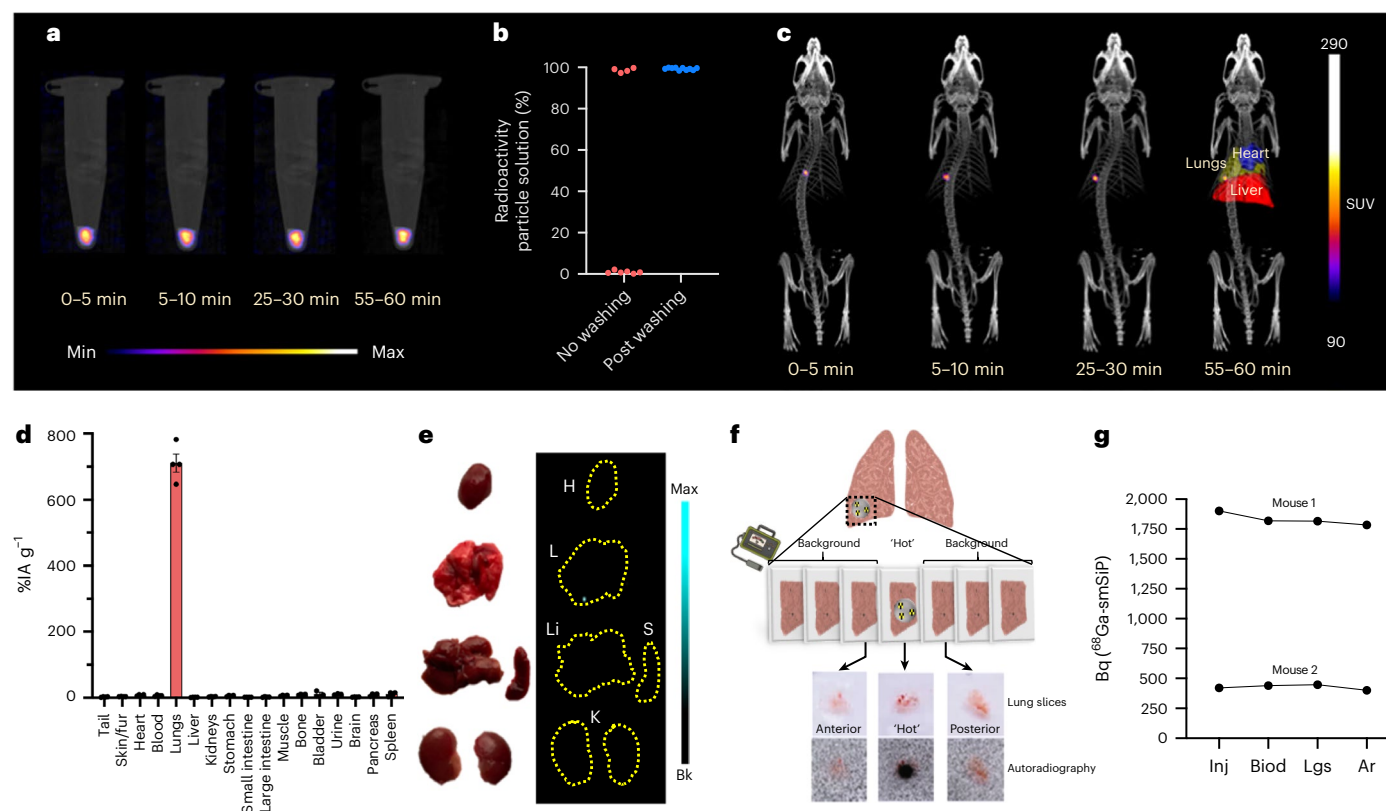 a
0–5 min
5–10 min
25–30 min
55–60 min
Min
Max
b
Radioactivity
particle solution (%)
100
80
60
40
20
0
No washing
Post washing
c
Lungs
Heart
Liver
0–5 min
5–10 min
25–30 min
55–60 min
290
SUV
90
d
%IA g⁻¹
800
600
400
200
0
Tail
Skin/fur
Heart
Blood
Lungs
Liver
Kidneys
Stomach
Small intestine
Large intestine
Muscle
Bone
Bladder
Urine
Brain
Pancreas
Spleen
e
H
L
Li
S
K
Max
Bk
f
Background
‘Hot’
Background
Anterior
‘Hot’
Posterior
Lung slices
Autoradiography
g
Bq (⁶⁸Ga-smSiP)
2,000
1,750
1,500
1,250
1,000
750
500
250
0
Mouse 1
Mouse 2
Inj
Biod
Lgs
Ar